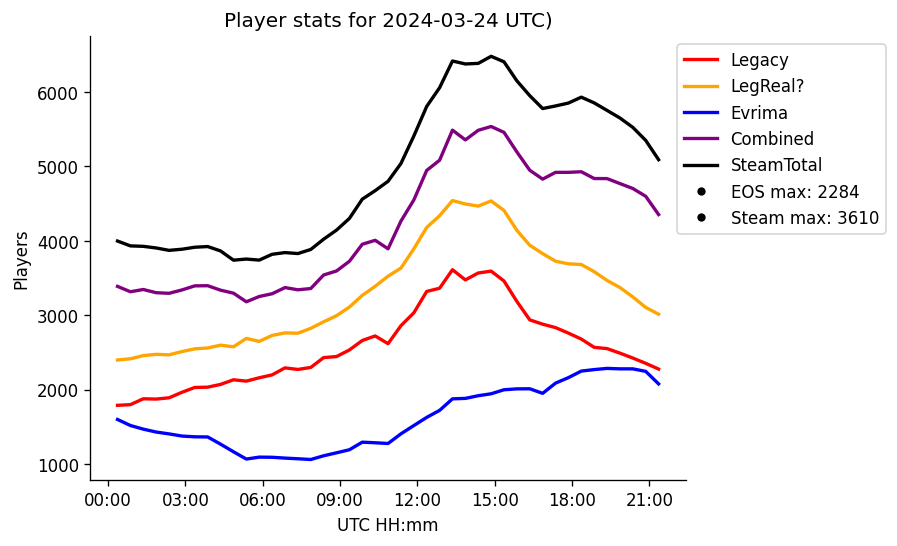 Player stats for 2024-03-24 UTC)
Legacy
LegReal?
Evrima
Combined
SteamTotal
EOS max: 2284
Steam max: 3610
Players
6000
5000
4000
3000
2000
1000
00:00 03:00 06:00 09:00 12:00 15:00 18:00 21:00
UTC HH:mm